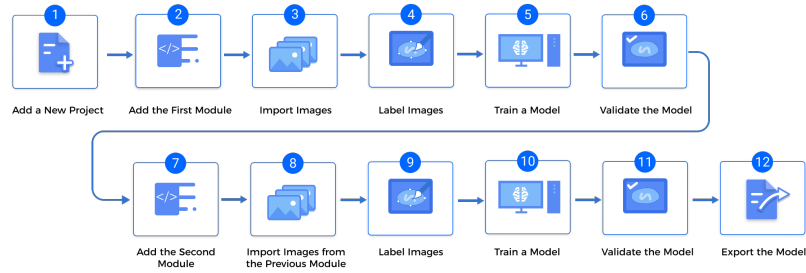 1 2 3 4 5 6
</> 
Add a New Project Add the First Module Import Images Label Images Train a Model Validate the Model
7 8 9 10 11 12
</>
Add the Second Import Images from Label Images Train a Model Validate the Model Export the Model
Module the Previous Module